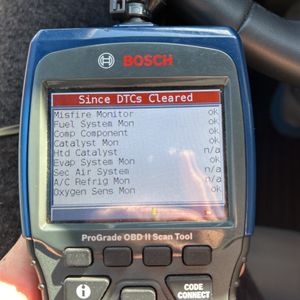 BOSCH
Since DTCs Cleared
Misfire Monitor ok
Fuel System Mon ok
Comp Component ok
Catalyst Mon ok
Htd Catalyst n/a
Evap System Mon ok
Sec Air System n/a
A/C Refrig Mon n/a
Oxygen Sens Mon ok
ProGrade OBD II Scan Tool
i
CODE
CONNECT